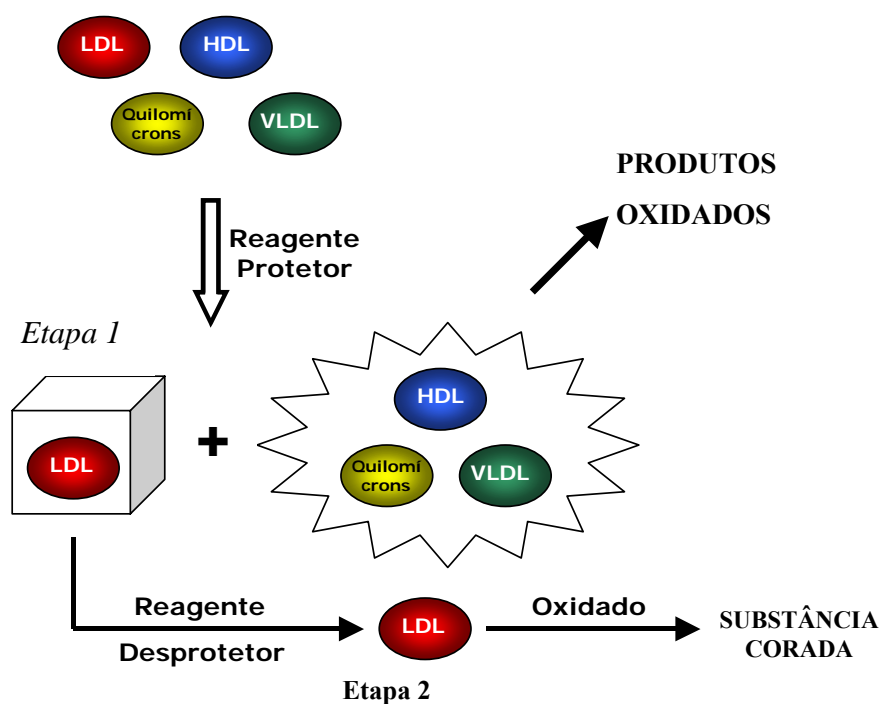 LDL
HDL
Quilomí
crons
VLDL
PRODUTOS
OXIDADOS
Reagente
Protetor
Etapa 1
LDL
+
HDL
Quilomí
crons
VLDL
Reagente
Desprotetor
LDL
Oxidado
SUBSTÂNCIA
CORADA
Etapa 2